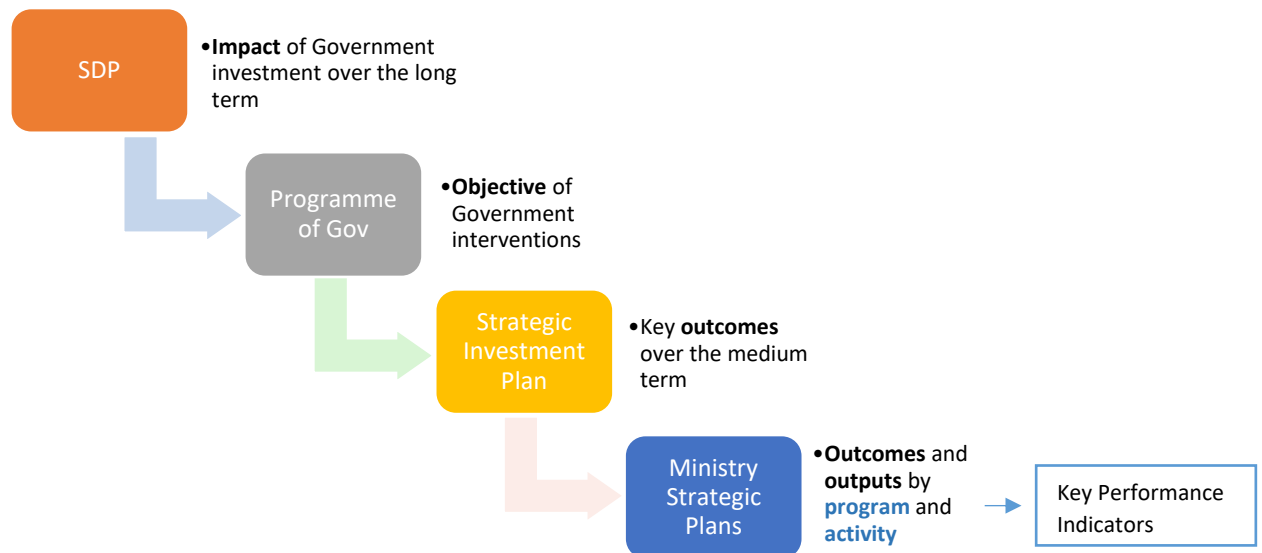 SDP
•Impact of Government
investment over the long
term
Programme
of Gov
•Objective of
Government
interventions
Strategic
Investment
Plan
•Key outcomes
over the medium
term
Ministry
Strategic
Plans
•Outcomes and
outputs by
program and
activity
Key Performance
Indicators